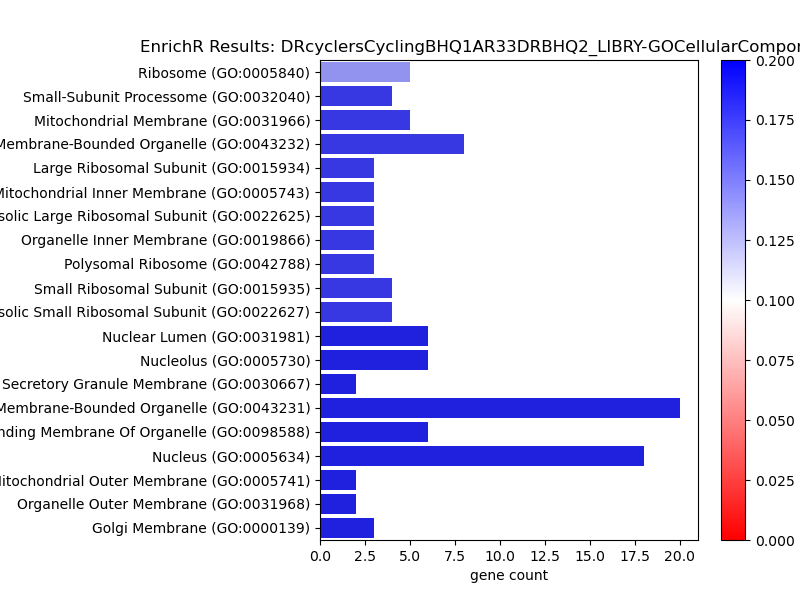 EnrichR Results: DRcyclersCyclingBHQ1AR33DRBHQ2_LIBRY-GOCellularCompor
Ribosome (GO:0005840)
Small-Subunit Processome (GO:0032040)
Mitochondrial Membrane (GO:0031966)
Membrane-Bounded Organelle (GO:0043232)
Large Ribosomal Subunit (GO:0015934)
Mitochondrial Inner Membrane (GO:0005743)
solic Large Ribosomal Subunit (GO:0022625)
Organelle Inner Membrane (GO:0019866)
Polysomal Ribosome (GO:0042788)
Small Ribosomal Subunit (GO:0015935)
solic Small Ribosomal Subunit (GO:0022627)
Nuclear Lumen (GO:0031981)
Nucleolus (GO:0005730)
Secretory Granule Membrane (GO:0030667)
Membrane-Bounded Organelle (GO:0043231)
nding Membrane Of Organelle (GO:0098588)
Nucleus (GO:0005634)
Mitochondrial Outer Membrane (GO:0005741)
Organelle Outer Membrane (GO:0031968)
Golgi Membrane (GO:0000139)
0.0 2.5 5.0 7.5 10.0 12.5 15.0 17.5 20.0
gene count
0.200
0.175
0.150
0.125
0.100
0.075
0.050
0.025
0.000